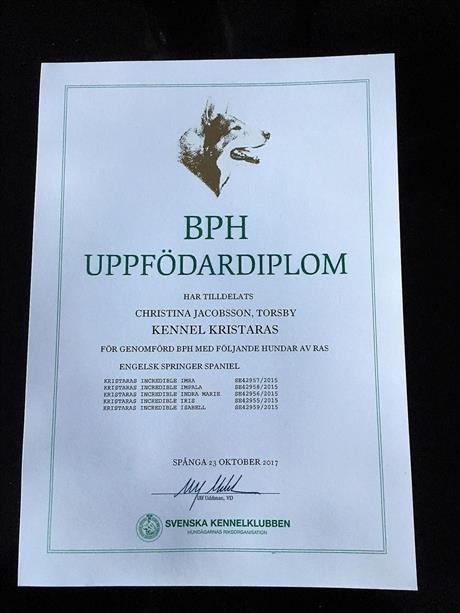 BPH
UPPFÖDARDIPLOM
HAR TILLDELATS
CHRISTINA JACOBSSON, TORSBY
KENNEL KRISTARAS
FÖR GENOMFÖRD BPH MED FÖLJANDE HUNDAR AV RAS
ENGELSK SPRINGER SPANIEL
KRISTARAS INCREDIBLE IMRA SE42957/2015
KRISTARAS INCREDIBLE IMPALA SE42958/2015
KRISTARAS INCREDIBLE INDRA MARIE SE42956/2015
KRISTARAS INCREDIBLE IRIS SE42955/2015
KRISTARAS INCREDIBLE ISABELL SE42959/2015
SPÅNGA 23 OKTOBER 2017
Ulf Uddman, VD
SVENSKA KENNELKLUBBEN
HUNDÄGARNAS RIKSORGANISATION